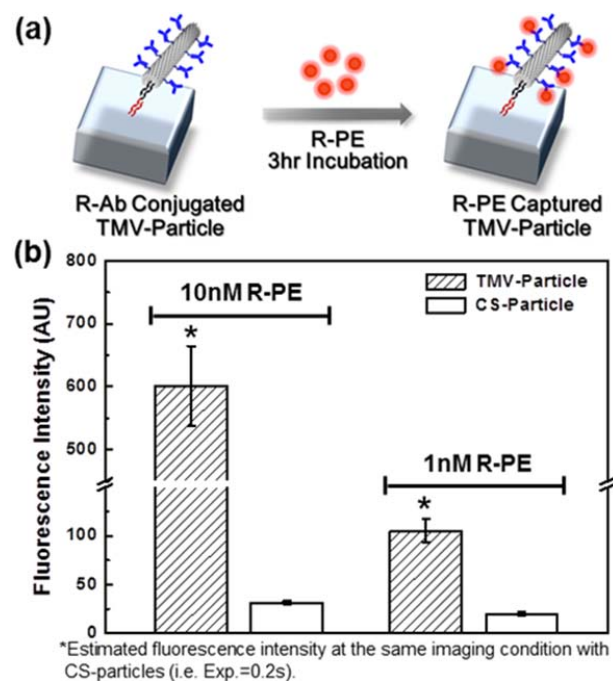 (a)
R-PE
3hr Incubation
R-Ab Conjugated
TMV-Particle
R-PE Captured
TMV-Particle
(b)
800
700
600
500
100
50
0
Fluorescence Intensity (AU)
10nM R-PE
*
TMV-Particle
CS-Particle
1nM R-PE
*
*Estimated fluorescence intensity at the same imaging condition with
CS-particles (i.e. Exp.=0.2s).